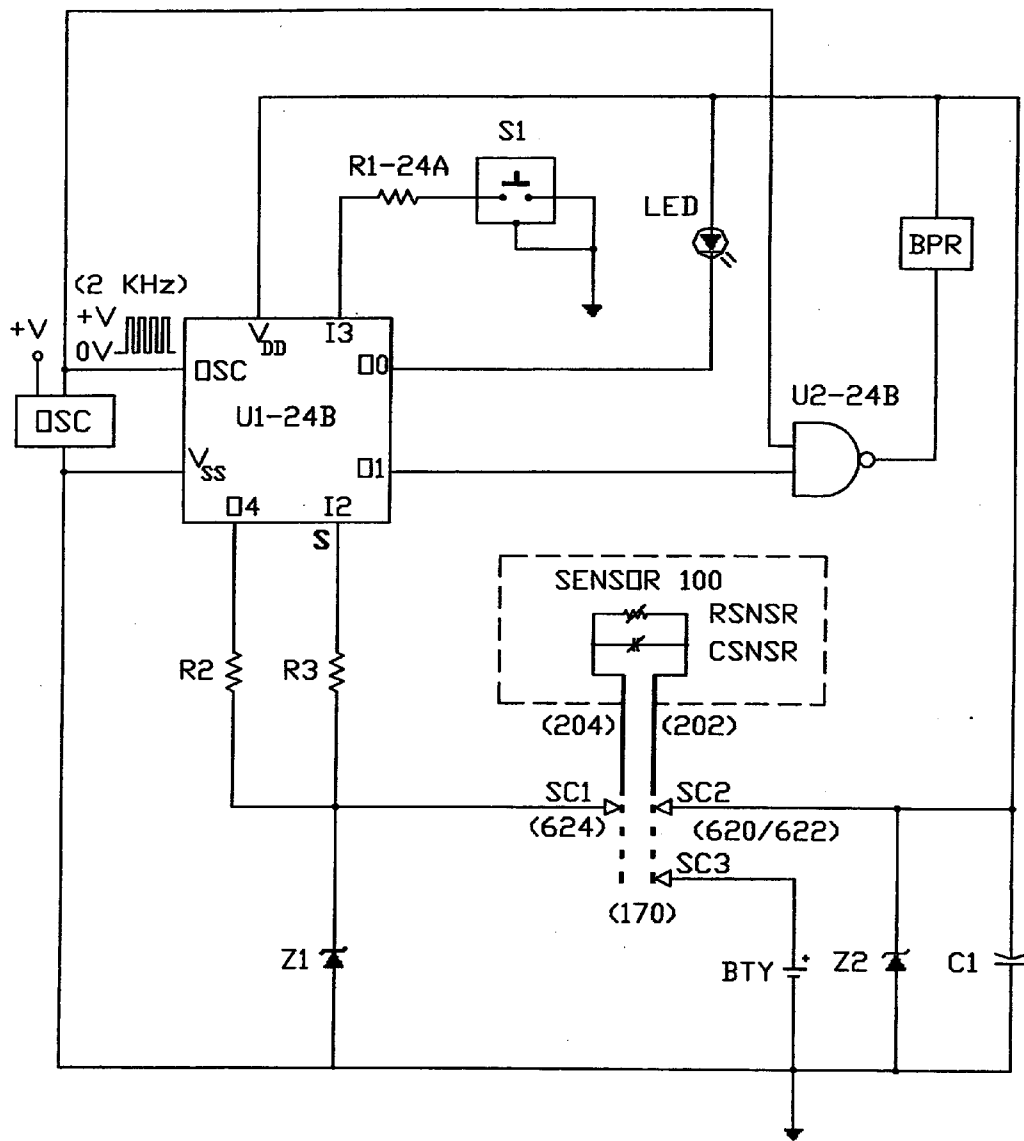 S1
R1-24A
LED
BPR
(2 KHz)
+V
+V
0V
VDD
I3
OSC
O0
U1-24B
U2-24B
OSC
VSS
O1
O4
I2
S
SENSOR 100
RSNSR
CSNSR
R2
R3
(204)
(202)
SC1
SC2
(624)
(620/622)
SC3
(170)
Z1
BTY
+
Z2
C1